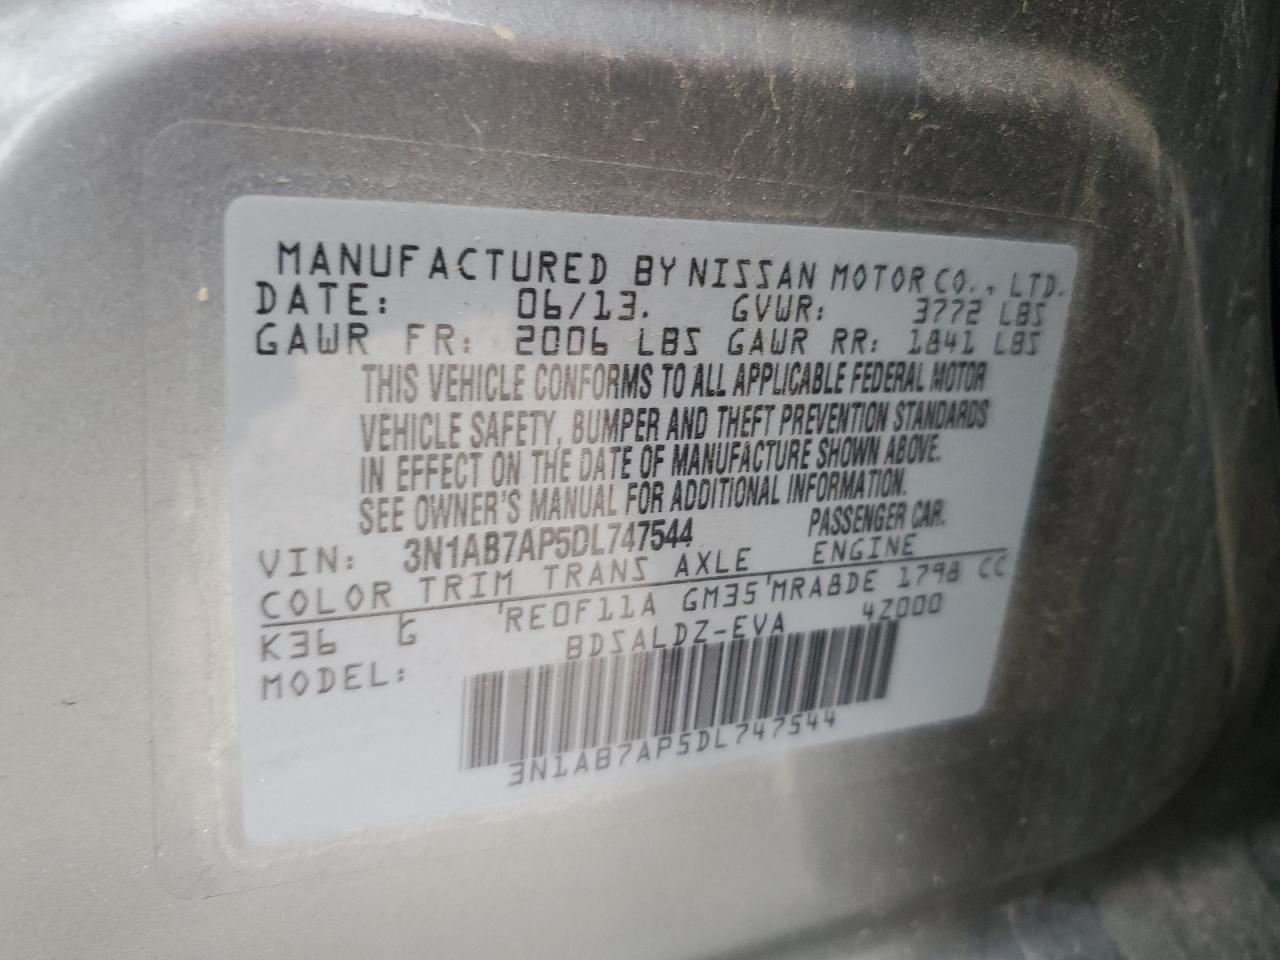 MANUFACTURED BY NISSAN MOTOR CO., LTD.
DATE: 06/13. GVWR: 3772 LBS
GAWR FR: 2006 LBS GAWR RR: 1841 LBS
THIS VEHICLE CONFORMS TO ALL APPLICABLE FEDERAL MOTOR
VEHICLE SAFETY, BUMPER AND THEFT PREVENTION STANDARDS
IN EFFECT ON THE DATE OF MANUFACTURE SHOWN ABOVE.
SEE OWNER'S MANUAL FOR ADDITIONAL INFORMATION.
VIN: 3N1AB7AP5DL747544 PASSENGER CAR.
COLOR TRIM TRANS AXLE ENGINE
K36 G RE0F11A GM35 MRA8DE 1798 CC
MODEL: BDSALDZ-EVA 4Z000
3N1AB7AP5DL747544